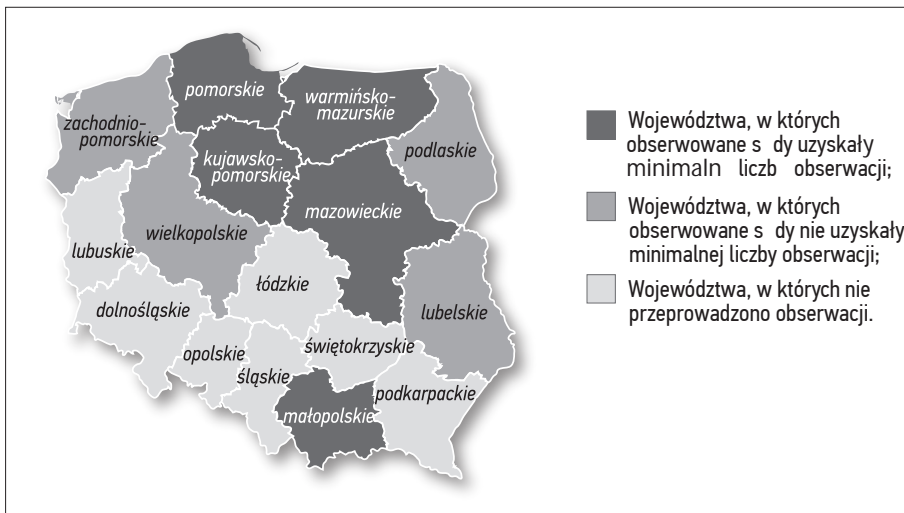 pomorskie
warmińsko-
mazurskie
zachodnio-
pomorskie
podlaskie
kujawsko-
pomorskie
mazowieckie
wielkopolskie
lubuskie
łódzkie
lubelskie
dolnośląskie
opolskie
śląskie
świętokrzyskie
podkarpackie
małopolskie
Województwa, w których
obserwowane s dy uzyskały
minimaln liczb obserwacji;
Województwa, w których
obserwowane s dy nie uzyskały
minimalnej liczby obserwacji;
Województwa, w których nie
przeprowadzono obserwacji.